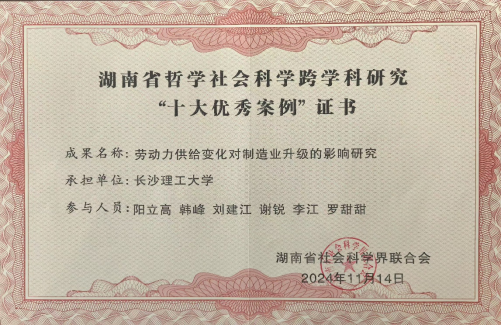 湖南省哲学社会科学跨学科研究
“十大优秀案例”证书
成果名称：劳动力供给变化对制造业升级的影响研究
承担单位：长沙理工大学
参与人员：阳立高 韩峰 刘建江 谢锐 李江 罗甜甜
湖南省社会科学界联合会
2024年11月14日